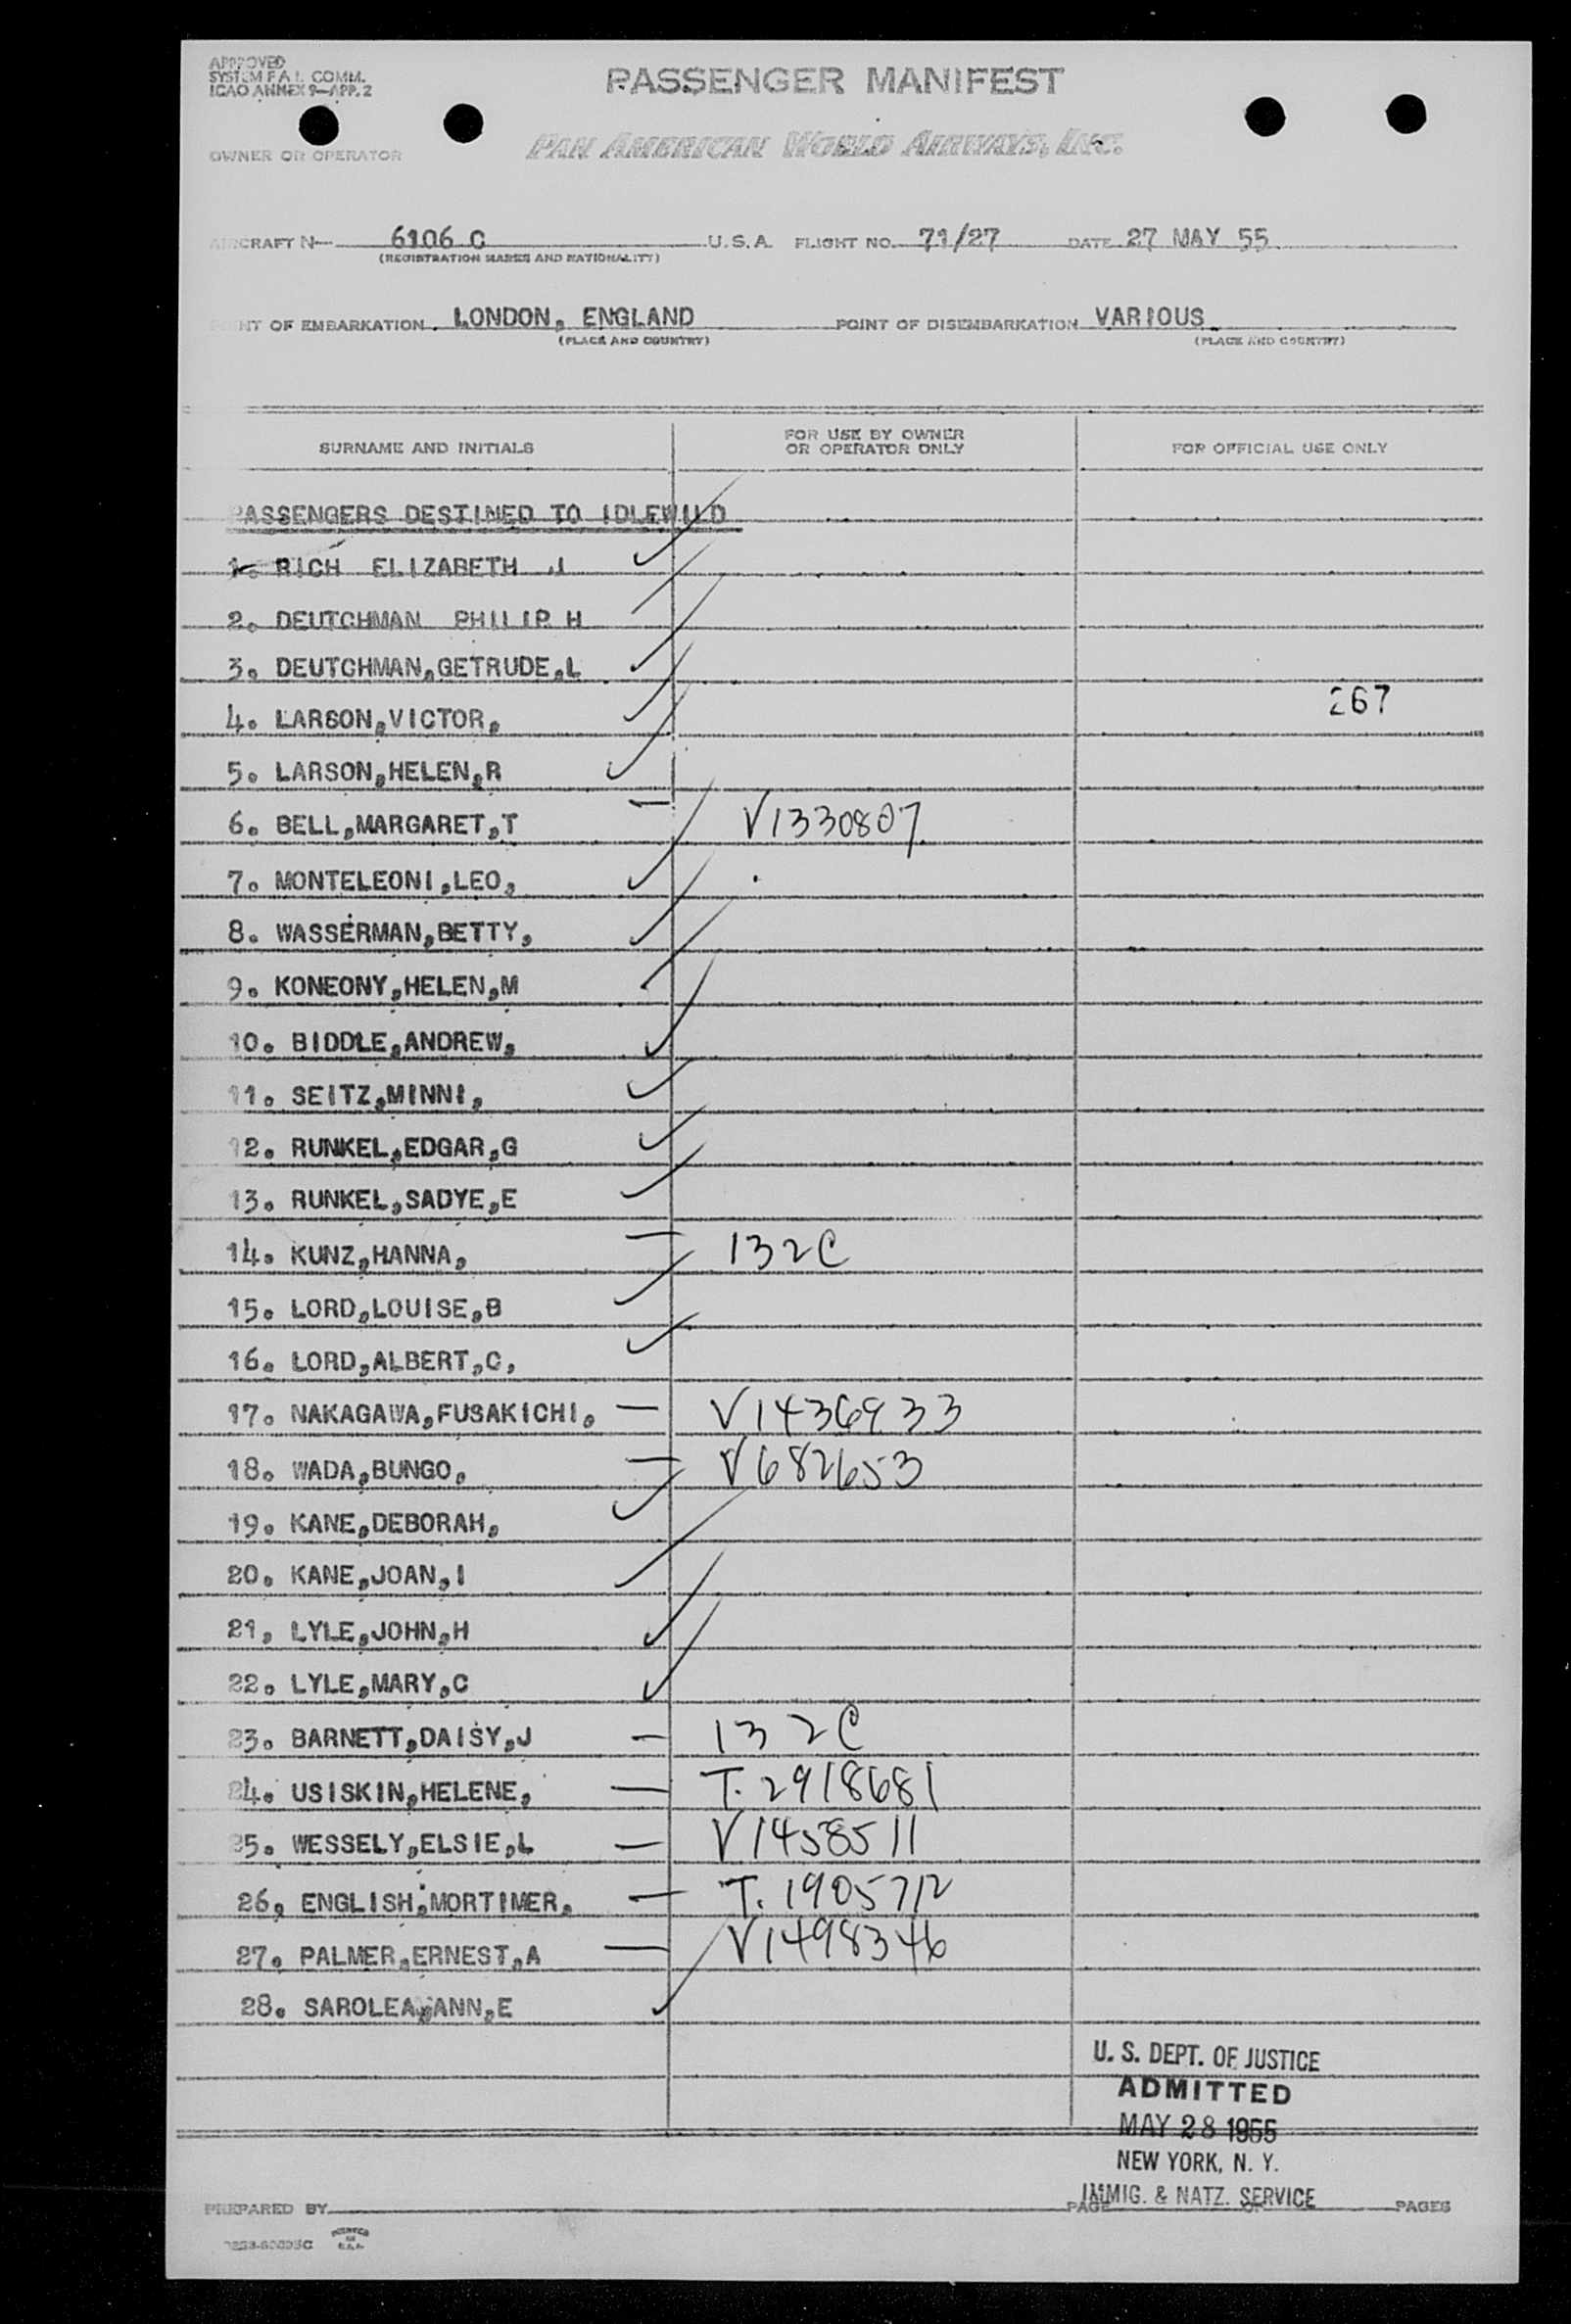 APPROVED
SYSTEM F.A.L. COMM.
ICAO ANNEX 9—APP. 2
PASSENGER MANIFEST
OWNER OR OPERATOR
PAN AMERICAN WORLD AIRWAYS, INC.
AIRCRAFT N— 6106 C U.S.A. FLIGHT NO. 71/27 DATE 27 MAY 55
(REGISTRATION MARKS AND NATIONALITY)
POINT OF EMBARKATION LONDON, ENGLAND POINT OF DISEMBARKATION VARIOUS
(PLACE AND COUNTRY) (PLACE AND COUNTRY)
SURNAME AND INITIALS
FOR USE BY OWNER
OR OPERATOR ONLY
FOR OFFICIAL USE ONLY
PASSENGERS DESTINED TO IDLEWILD
1. RICH ELIZABETH J
2. DEUTCHMAN PHILIP H
3. DEUTCHMAN,GETRUDE,L
4. LARSON,VICTOR, 267
5. LARSON,HELEN,R
6. BELL,MARGARET,T — V1330807
7. MONTELEONI,LEO,
8. WASSERMAN,BETTY,
9. KONEONY,HELEN,M
10. BIDDLE,ANDREW,
11. SEITZ,MINNI,
12. RUNKEL,EDGAR,G
13. RUNKEL,SADYE,E
14. KUNZ,HANNA, — 132C
15. LORD,LOUISE,B
16. LORD,ALBERT,C,
17. NAKAGAWA,FUSAKICHI, — V1436933
18. WADA,BUNGO, — V682653
19. KANE,DEBORAH,
20. KANE,JOAN,I
21, LYLE,JOHN,H
22. LYLE,MARY,C
23. BARNETT,DAISY,J — 132C
24. USISKIN,HELENE, — T.2918681
25. WESSELY,ELSIE,L — V1458511
26, ENGLISH,MORTIMER, — T.1905712
27. PALMER,ERNEST,A — V1498346
28. SAROLEA,ANN,E
U. S. DEPT. OF JUSTICE
ADMITTED
MAY 28 1955
NEW YORK, N. Y.
IMMIG. & NATZ. SERVICE
PREPARED BY PAGE OF PAGES
PRINTED
IN
U.S.A.